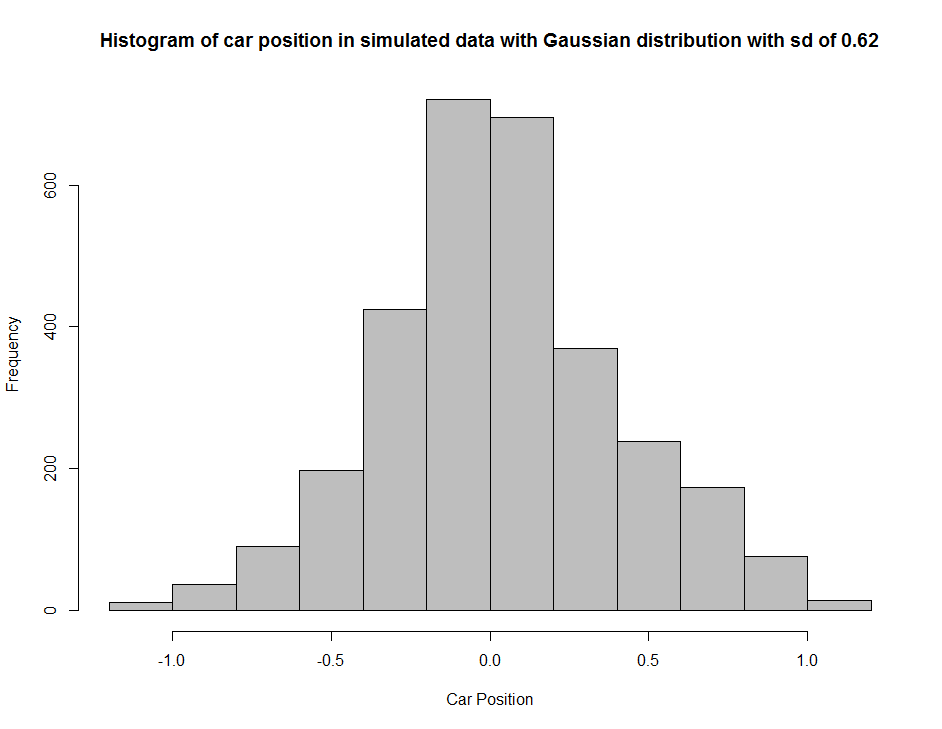 Histogram of car position in simulated data with Gaussian distribution with sd of 0.62
Frequency
600
400
200
0
-1.0 -0.5 0.0 0.5 1.0
Car Position